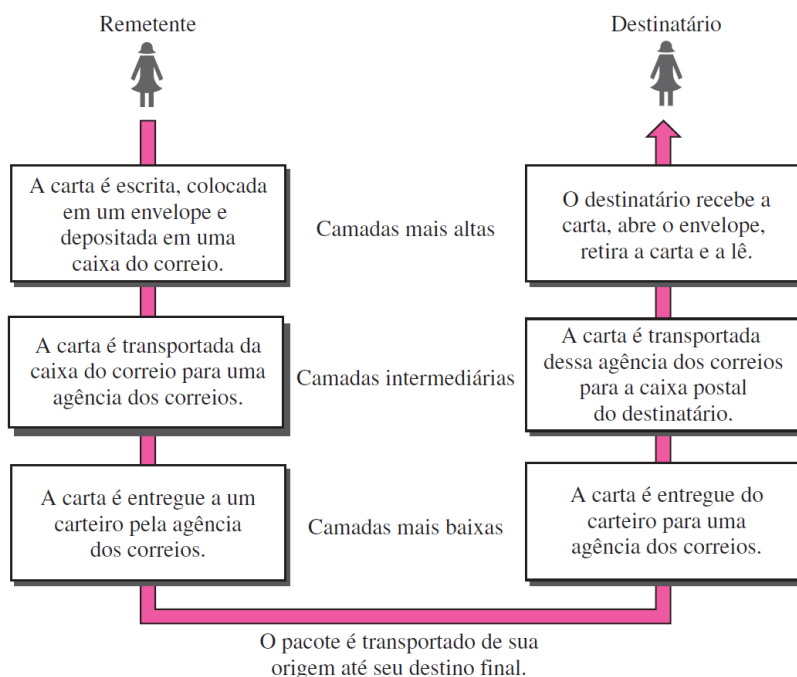 Remetente
Destinatário
A carta é escrita, colocada
em um envelope e
depositada em uma
caixa do correio.
Camadas mais altas
O destinatário recebe a
carta, abre o envelope,
retira a carta e a lê.
A carta é transportada da
caixa do correio para uma
agência dos correios.
Camadas intermediárias
A carta é transportada
dessa agência dos correios
para a caixa postal
do destinatário.
A carta é entregue a um
carteiro pela agência
dos correios.
Camadas mais baixas
A carta é entregue do
carteiro para uma
agência dos correios.
O pacote é transportado de sua
origem até seu destino final.